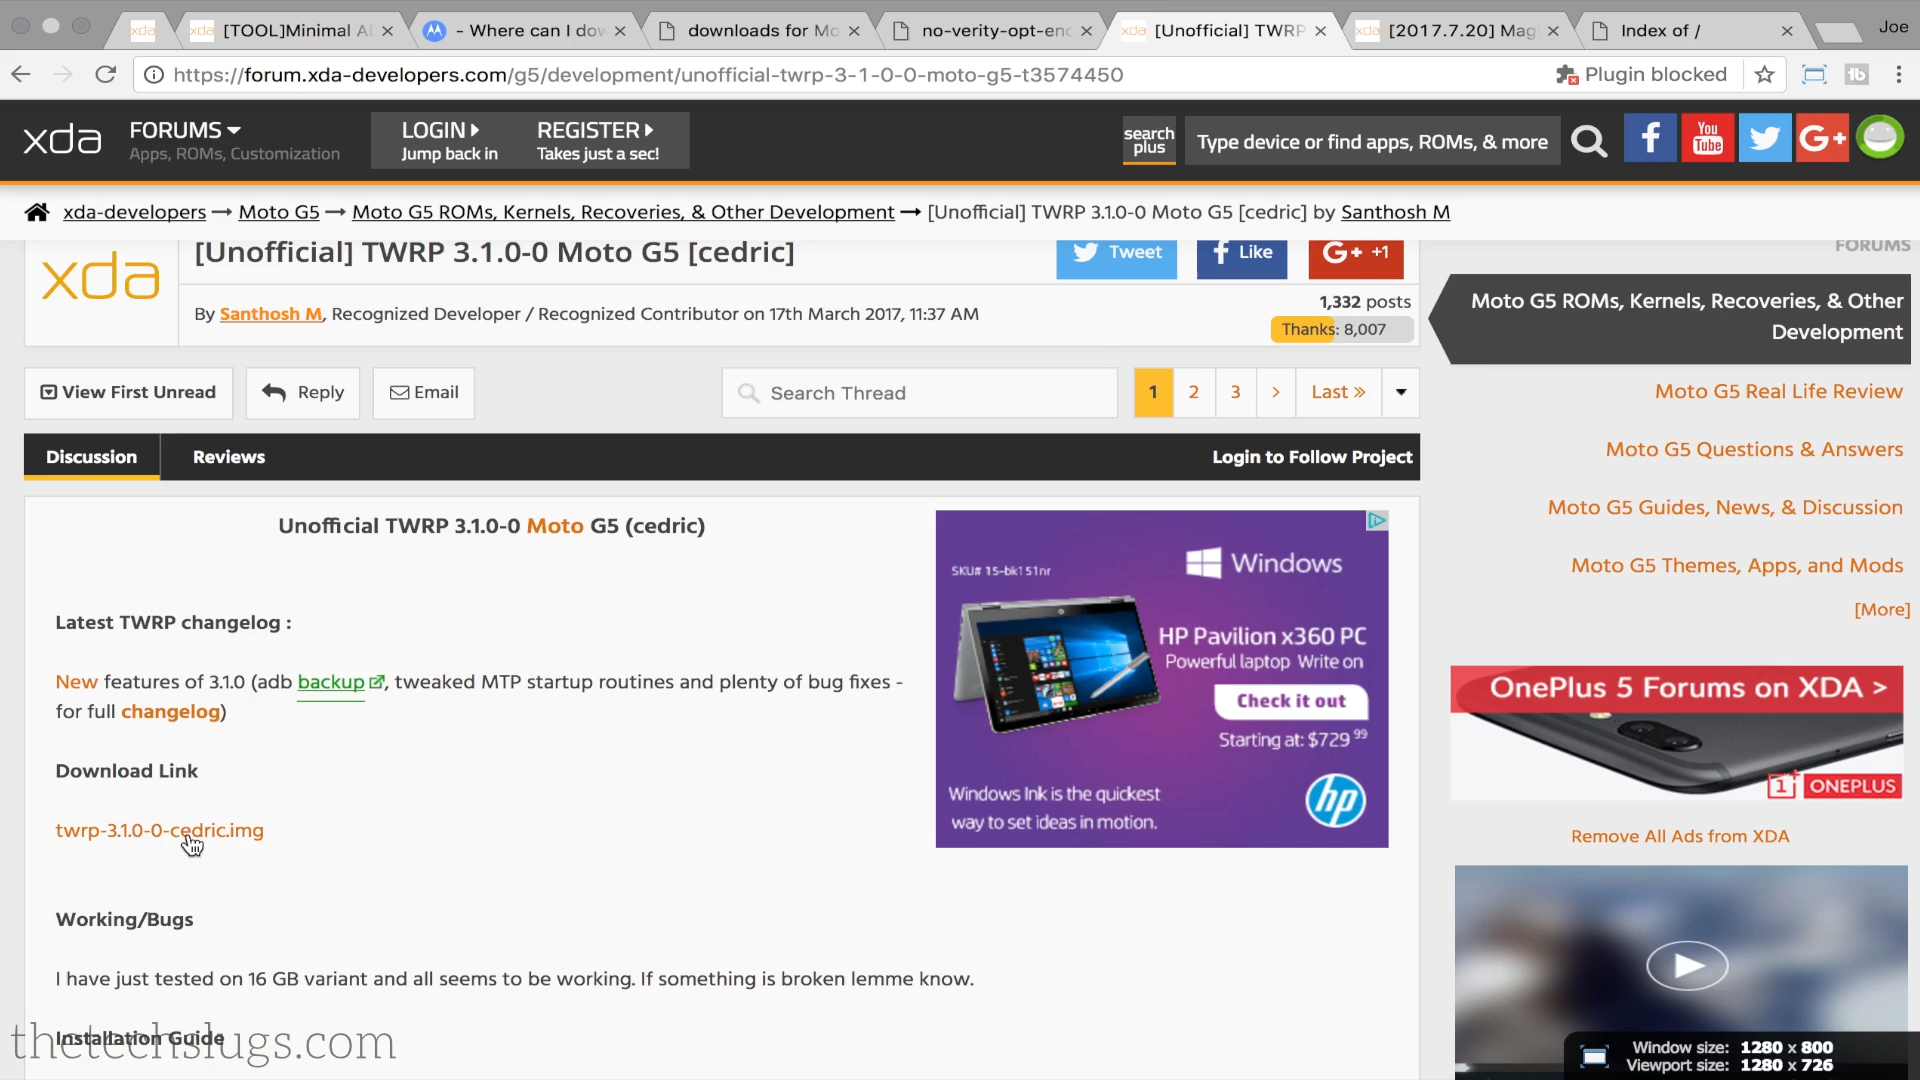 xda
[TOOL]Minimal A
- Where can I dow
downloads for Mo
no-verity-opt-enc
xda
[Unofficial] TWRP
[2017.7.20] Mag
Index of /
Joe
https://forum.xda-developers.com/g5/development/unofficial-twrp-3-1-0-0-moto-g5-t3574450
Plugin blocked
xda
FORUMS
Apps, ROMs, Customization
LOGIN
Jump back in
REGISTER
Takes just a sec!
search
plus
Type device or find apps, ROMs, & more
You
Tube
G+
xda-developers → Moto G5 → Moto G5 ROMs, Kernels, Recoveries, & Other Development → [Unofficial] TWRP 3.1.0-0 Moto G5 [cedric] by Santhosh M
xda
[Unofficial] TWRP 3.1.0-0 Moto G5 [cedric]
Tweet
Like
G+ +1
By Santhosh M, Recognized Developer / Recognized Contributor on 17th March 2017, 11:37 AM
1,332 posts
Thanks: 8,007
View First Unread
Reply
Email
Search Thread
1
2
3
>
Last »
Discussion
Reviews
Login to Follow Project
Unofficial TWRP 3.1.0-0 Moto G5 (cedric)
Latest TWRP changelog :
New features of 3.1.0 (adb backup, tweaked MTP startup routines and plenty of bug fixes -
for full changelog)
Download Link
twrp-3.1.0-0-cedric.img
Working/Bugs
I have just tested on 16 GB variant and all seems to be working. If something is broken lemme know.
Installation Guide
thetechslugs.com
SKU# 15-bk151nr
Windows
HP Pavilion x360 PC
Powerful laptop Write on
Check it out
Starting at: $729 99
Windows Ink is the quickest
way to set ideas in motion.
hp
FORUMS
Moto G5 ROMs, Kernels, Recoveries, & Other
Development
Moto G5 Real Life Review
Moto G5 Questions & Answers
Moto G5 Guides, News, & Discussion
Moto G5 Themes, Apps, and Mods
[More]
OnePlus 5 Forums on XDA >
1+ ONEPLUS
Remove All Ads from XDA
Window size: 1280 x 800
Viewport size: 1280 x 726